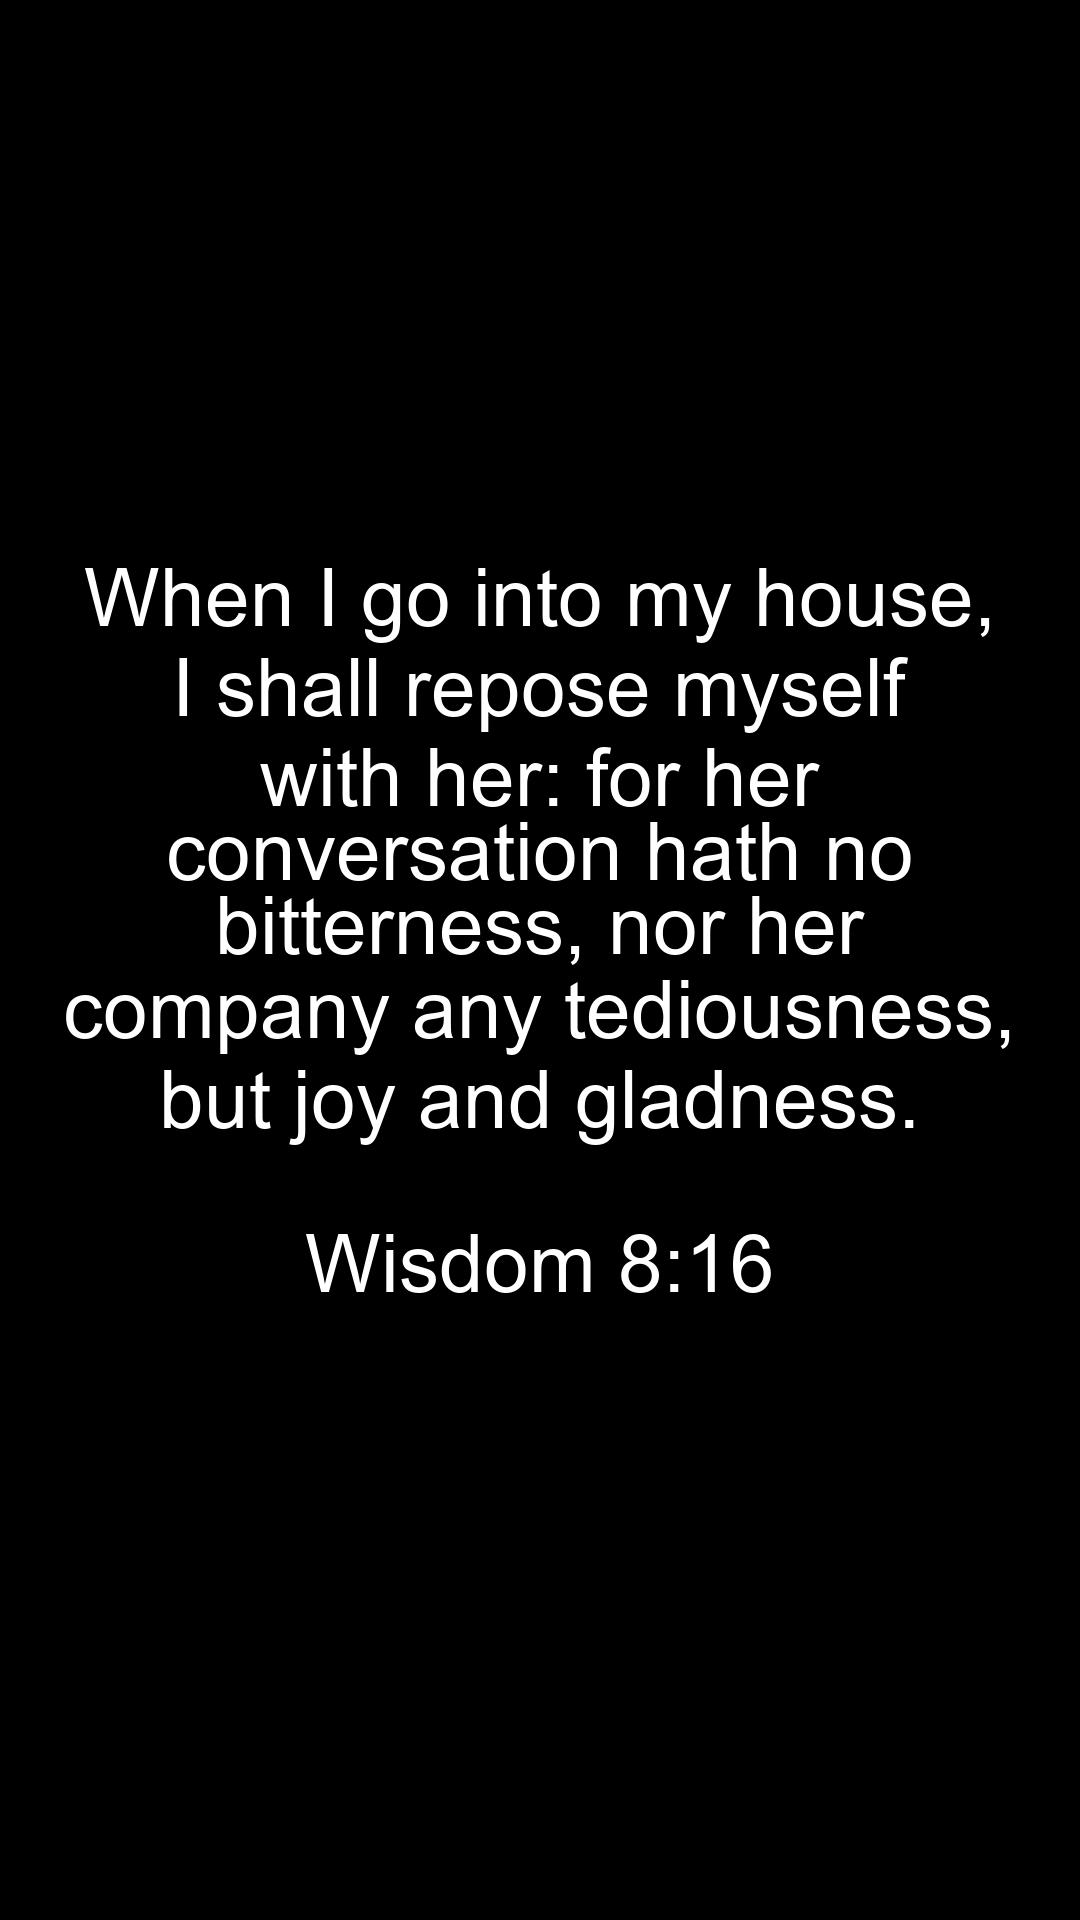 When I go into my house,
I shall repose myself
with her: for her
conversation hath no
bitterness, nor her
company any tediousness,
but joy and gladness.
Wisdom 8:16